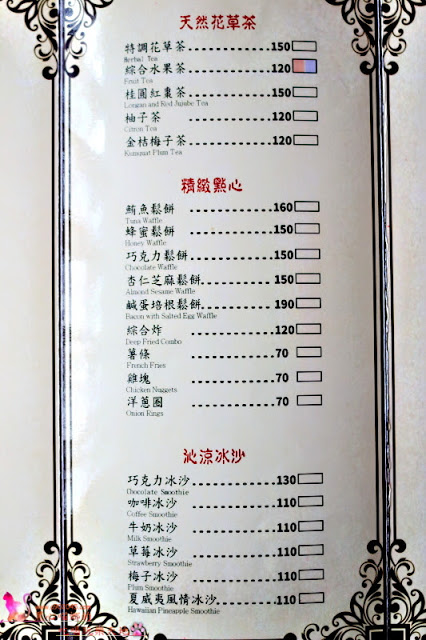 天然花草茶
特調花草茶 150
Herbal Tea
綜合水果茶 120
Fruit Tea
桂圓紅棗茶 150
Longan and Red Jujube Tea
柚子茶 120
Citron Tea
金桔梅子茶 120
Kumquat Plum Tea
精緻點心
鮪魚鬆餅 160
Tuna Waffle
蜂蜜鬆餅 150
Honey Waffle
巧克力鬆餅 150
Chocolate Waffle
杏仁芝麻鬆餅 150
Almond Sesame Waffle
鹹蛋培根鬆餅 190
Bacon with Salted Egg Waffle
綜合炸 120
Deep Fried Combo
薯條 70
French Fries
雞塊 70
Chicken Nuggets
洋蔥圈 70
Onion Rings
沁涼冰沙
巧克力冰沙 130
Chocolate Smoothie
咖啡冰沙 110
Coffee Smoothie
牛奶冰沙 110
Milk Smoothie
草莓冰沙 110
Strawberry Smoothie
梅子冰沙 110
Plum Smoothie
夏威夷風情冰沙 110
Hawaiian Pineapple Smoothie